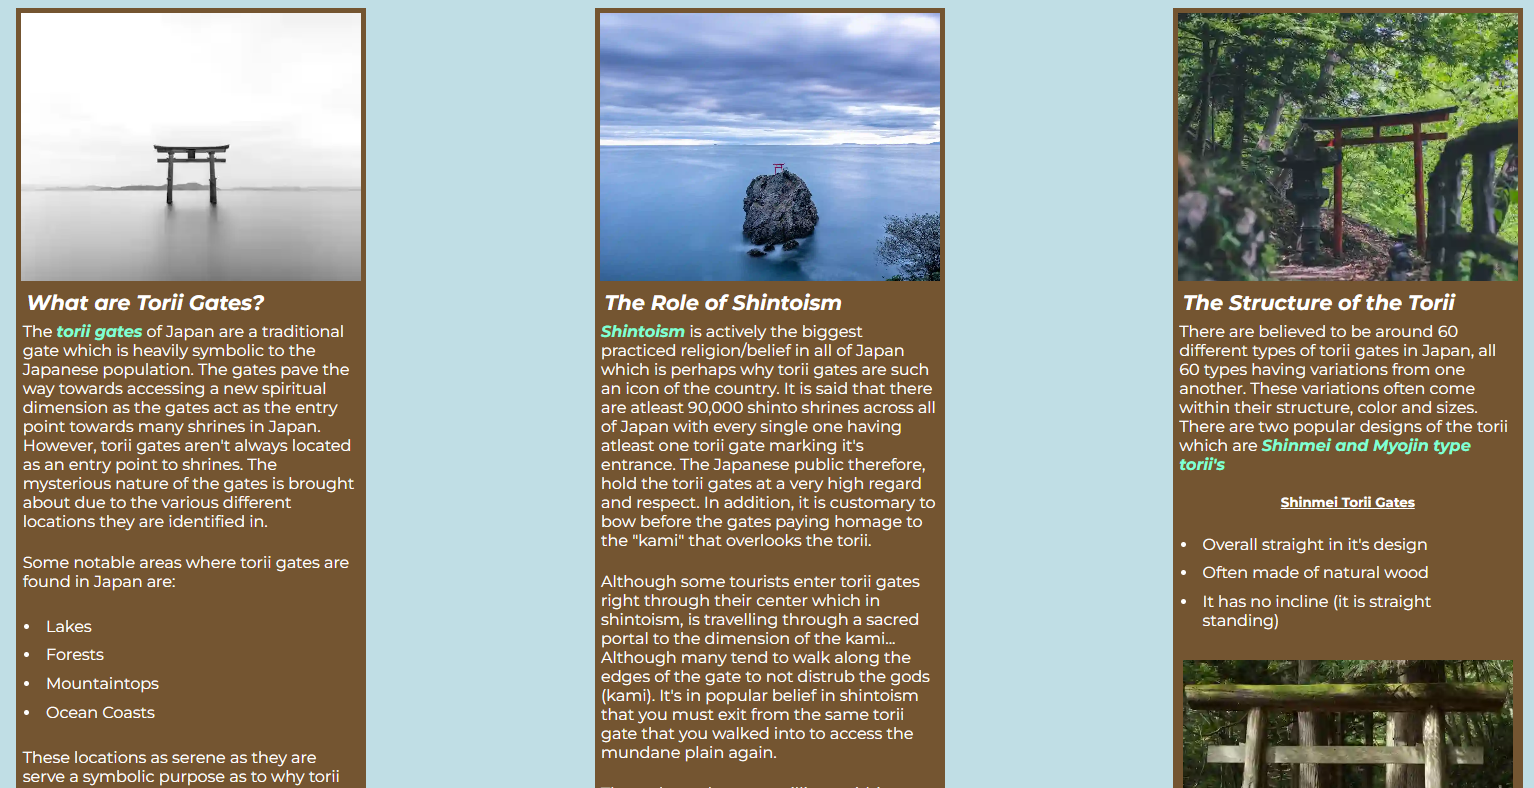 What are Torii Gates?
The torii gates of Japan are a traditional
gate which is heavily symbolic to the
Japanese population. The gates pave the
way towards accessing a new spiritual
dimension as the gates act as the entry
point towards many shrines in Japan.
However, torii gates aren't always located
as an entry point to shrines. The
mysterious nature of the gates is brought
about due to the various different
locations they are identified in.
Some notable areas where torii gates are
found in Japan are:
• Lakes
• Forests
• Mountaintops
• Ocean Coasts
These locations as serene as they are
serve a symbolic purpose as to why torii
The Role of Shintoism
Shintoism is actively the biggest
practiced religion/belief in all of Japan
which is perhaps why torii gates are such
an icon of the country. It is said that there
are atleast 90,000 shinto shrines across all
of Japan with every single one having
atleast one torii gate marking it's
entrance. The Japanese public therefore,
hold the torii gates at a very high regard
and respect. In addition, it is customary to
bow before the gates paying homage to
the "kami" that overlooks the torii.
Although some tourists enter torii gates
right through their center which in
shintoism, is travelling through a sacred
portal to the dimension of the kami...
Although many tend to walk along the
edges of the gate to not distrub the gods
(kami). It's in popular belief in shintoism
that you must exit from the same torii
gate that you walked into to access the
mundane plain again.
The Structure of the Torii
There are believed to be around 60
different types of torii gates in Japan, all
60 types having variations from one
another. These variations often come
within their structure, color and sizes.
There are two popular designs of the torii
which are Shinmei and Myojin type
torii's
Shinmei Torii Gates
• Overall straight in it's design
• Often made of natural wood
• It has no incline (it is straight
standing)